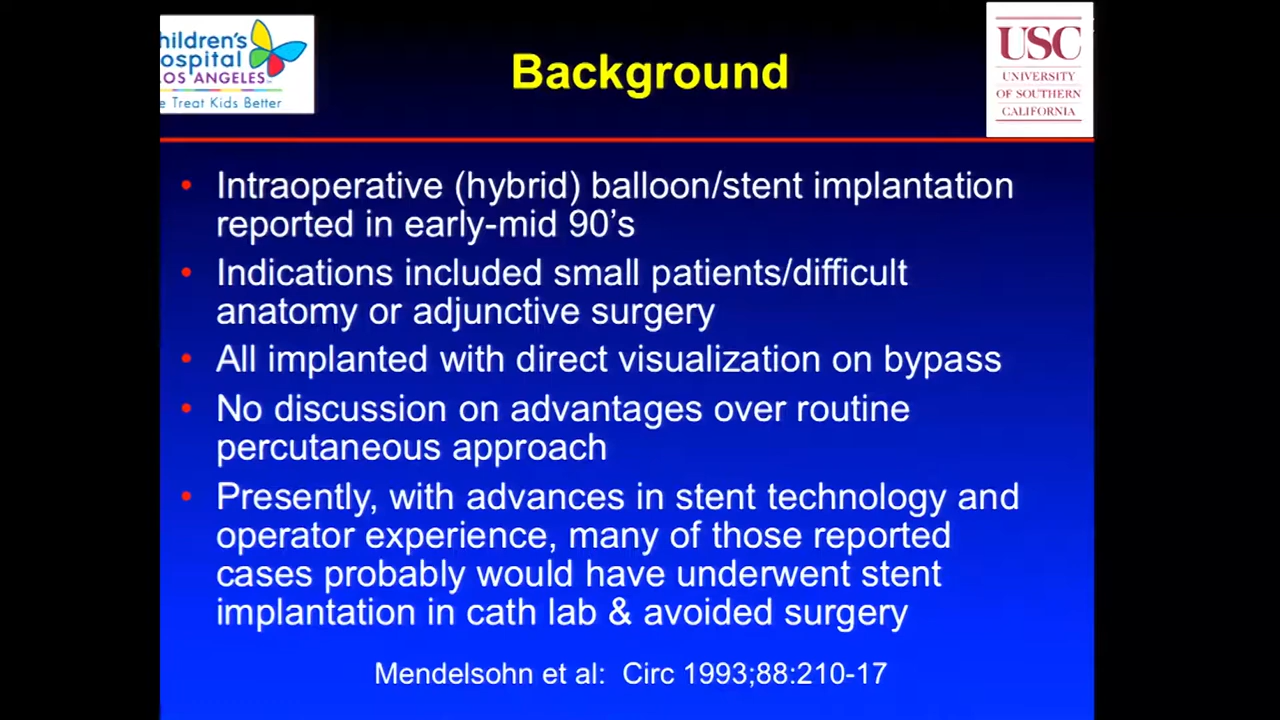 hildren's
ospital
LOS ANGELES
e Treat Kids Better
Background
USC
UNIVERSITY
OF SOUTHERN
CALIFORNIA
• Intraoperative (hybrid) balloon/stent implantation
reported in early-mid 90's
• Indications included small patients/difficult
anatomy or adjunctive surgery
• All implanted with direct visualization on bypass
• No discussion on advantages over routine
percutaneous approach
• Presently, with advances in stent technology and
operator experience, many of those reported
cases probably would have underwent stent
implantation in cath lab & avoided surgery
Mendelsohn et al: Circ 1993;88:210-17